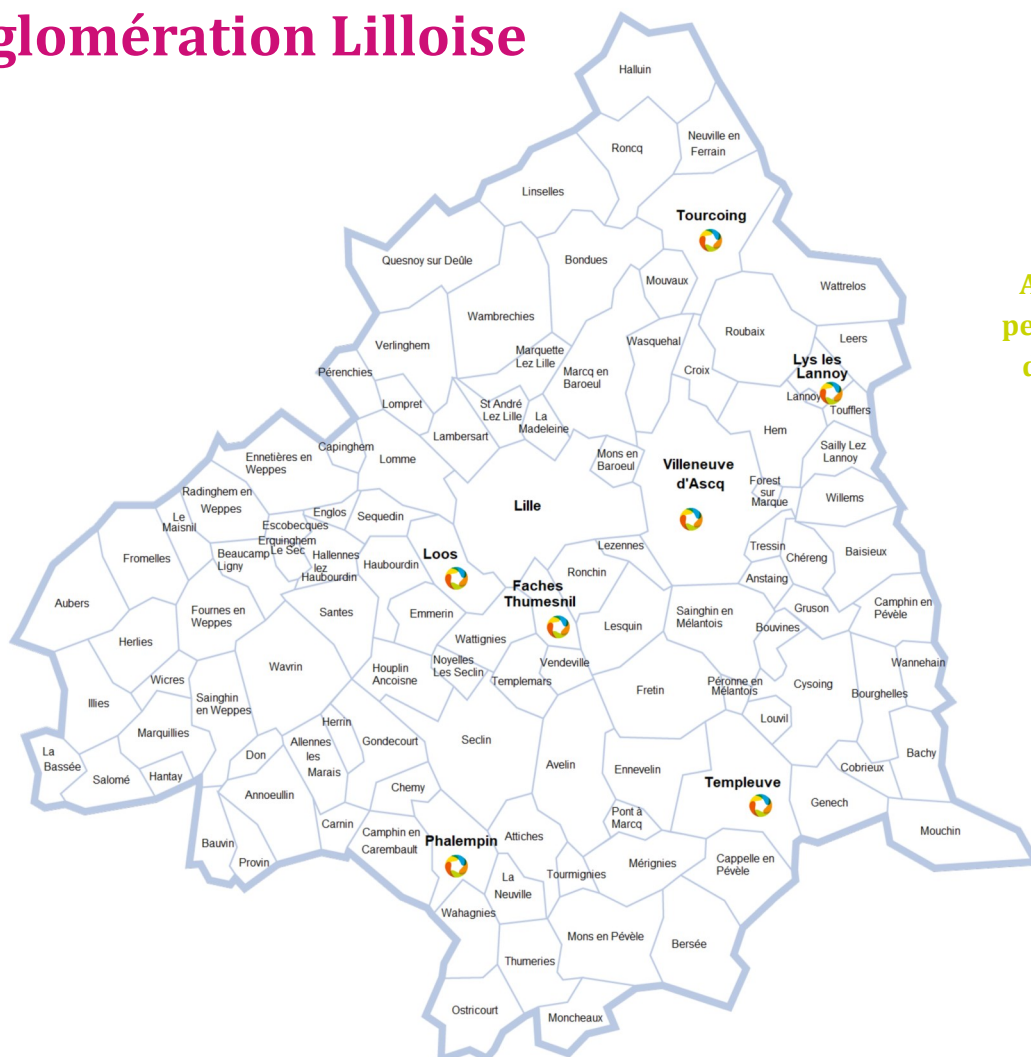 glomération Lilloise
Halluin
Neuville en
Ferrain
Roncq
Linselles
Tourcoing
Quesnoy sur Deûle
Bondues
Mouvaux
Wattrelos
A
pe
Wambrechies
Roubaix
Leers
Verlinghem
Marquette
Lez Lille
Wasquehal
Lys les
Lannoy
c
Pérenchies
Marcq en
Baroeul
Croix
Lannoy
Toufflers
Lompret
St André
Lez Lille
La
Madeleine
Lambersart
Hem
Capinghem
Lomme
Mons en
Baroeul
Sailly Lez
Lannoy
Ennetières en
Weppes
Villeneuve
d'Ascq
Forest
sur
Marque
Willems
Radinghem en
Weppes
Lille
Le
Maisnil
Englos
Sequedin
Escobecques
Erquinghem
Le Sec
Hallennes
lez
Haubourdin
Haubourdin
Loos
Lezennes
Tressin
Chéreng
Baisieux
Fromelles
Beaucamp
Ligny
Ronchin
Anstaing
Faches
Thumesnil
Aubers
Fournes en
Weppes
Santes
Emmerin
Lesquin
Sainghin en
Mélantois
Gruson
Bouvines
Camphin en
Pévèle
Herlies
Wattignies
Wavrin
Houplin
Ancoisne
Noyelles
Les Seclin
Templemars
Vendeville
Wannehain
Wicres
Fretin
Péronne en
Mélantois
Cysoing
Bourghelles
Illies
Sainghin
en Weppes
Louvil
Marquillies
Herrin
Allennes
les
Marais
Gondecourt
Seclin
La
Bassée
Salomé
Hantay
Don
Avelin
Ennevelin
Templeuve
Cobrieux
Bachy
Annoeullin
Chemy
Genech
Carnin
Camphin en
Carembault
Phalempin
Attiches
Pont à
Marcq
Mouchin
Bauvin
Provin
La
Neuville
Tourmignies
Mérignies
Cappelle en
Pévèle
Wahagnies
Mons en Pévèle
Bersée
Thumeries
Ostricourt
Moncheaux